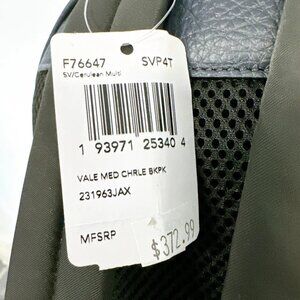 F76647 SVP4T
SV/Cerulean Multi
1 93971 25340 4
VALE MED CHRLE BKPK
231963JAX
MFSRP
$372.99